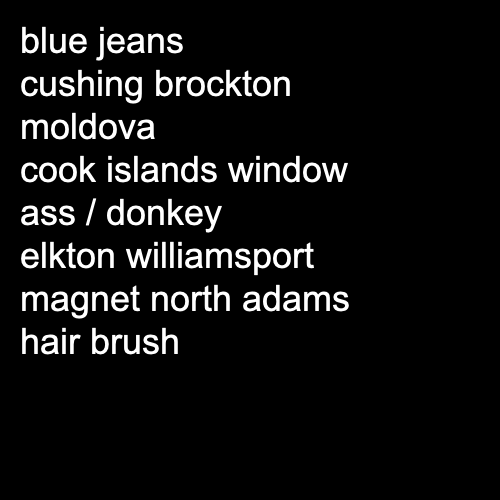 blue jeans
cushing brockton
moldova
cook islands window
ass / donkey
elkton williamsport
magnet north adams
hair brush